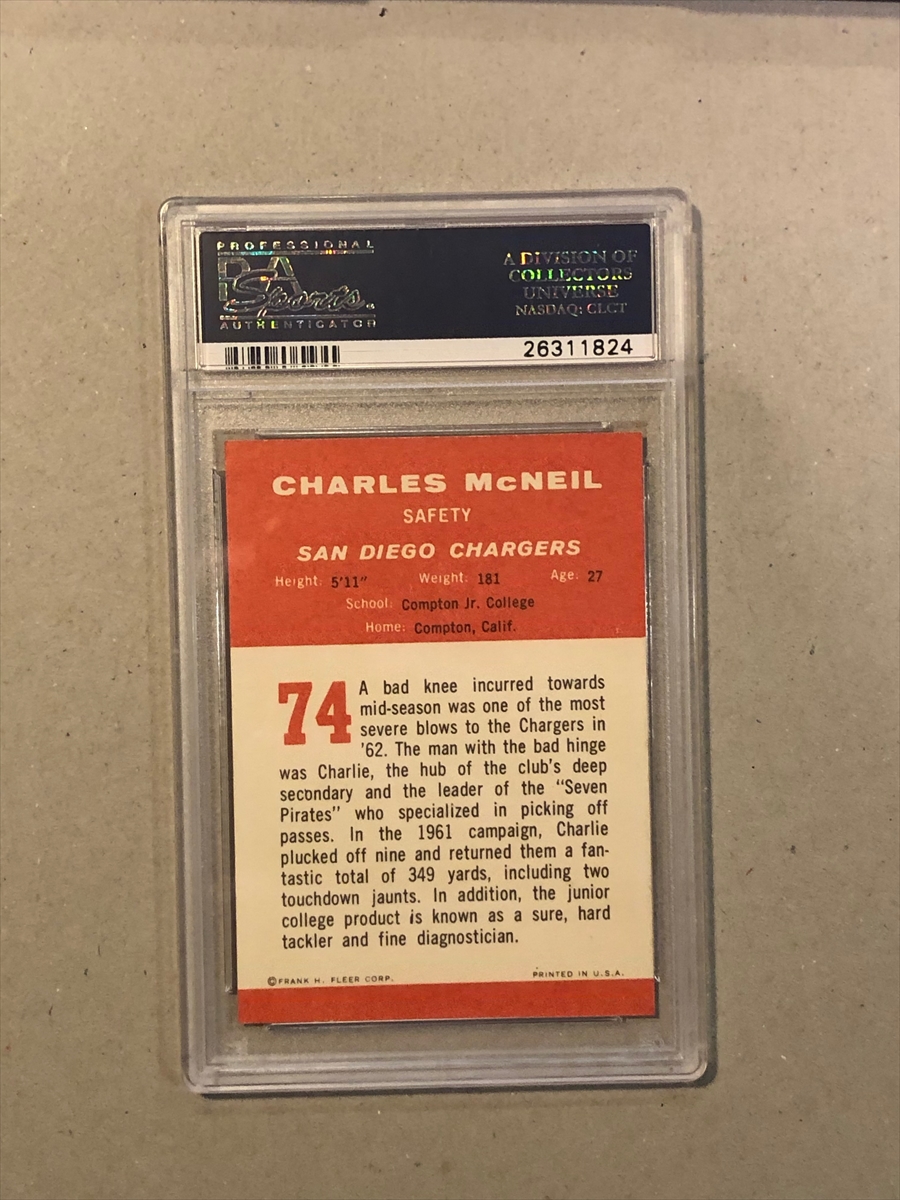 PROFESSIONAL
PSA
Sports.
AUTHENTICATOR
A DIVISION OF
COLLECTORS
UNIVERSE
NASDAQ: CLCT
26311824
CHARLES McNEIL
SAFETY
SAN DIEGO CHARGERS
Height: 5'11" Weight: 181 Age: 27
School: Compton Jr. College
Home: Compton, Calif.
74
A bad knee incurred towards
mid-season was one of the most
severe blows to the Chargers in
'62. The man with the bad hinge
was Charlie, the hub of the club's deep
secondary and the leader of the "Seven
Pirates" who specialized in picking off
passes. In the 1961 campaign, Charlie
plucked off nine and returned them a fan-
tastic total of 349 yards, including two
touchdown jaunts. In addition, the junior
college product is known as a sure, hard
tackler and fine diagnostician.
©FRANK H. FLEER CORP. PRINTED IN U.S.A.